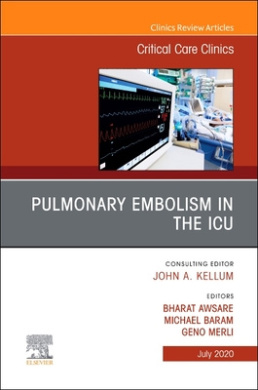 Clinics Review Articles
Critical Care Clinics
PULMONARY EMBOLISM IN
THE ICU
CONSULTING EDITOR
JOHN A. KELLUM
EDITORS
BHARAT AWSARE
MICHAEL BARAM
GENO MERLI
ELSEVIER
JULY 2020